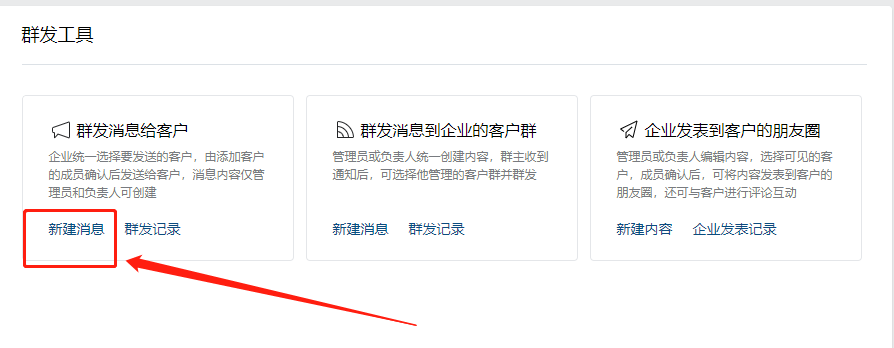 群发工具
群发消息给客户
企业统一选择要发送的客户，由添加客户
的成员确认后发送给客户，消息内容仅管
理员和负责人可创建
新建消息 群发记录
群发消息到企业的客户群
管理员或负责人统一创建内容，群主收到
通知后，可选择他管理的客户群并群发
新建消息 群发记录
企业发表到客户的朋友圈
管理员或负责人编辑内容，选择可见的客
户，成员确认后，可将内容发表到客户的
朋友圈，还可与客户进行评论互动
新建内容 企业发表记录